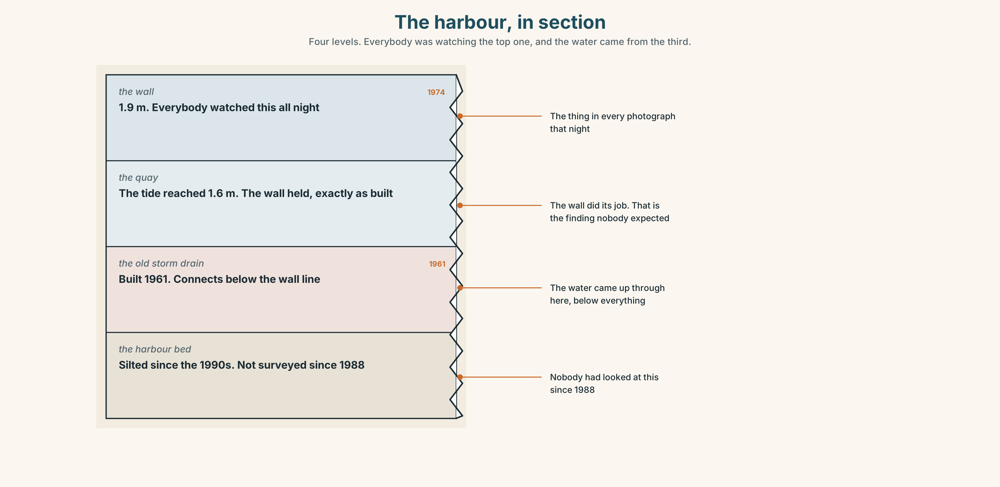 The harbour, in section
Four levels. Everybody was watching the top one, and the water came from the third.
the wall
1974
1.9 m. Everybody watched this all night
The thing in every photograph
that night
the quay
The tide reached 1.6 m. The wall held, exactly as built
The wall did its job. That is
the finding nobody expected
the old storm drain
1961
Built 1961. Connects below the wall line
The water came up through
here, below everything
the harbour bed
Silted since the 1990s. Not surveyed since 1988
Nobody had looked at this
since 1988